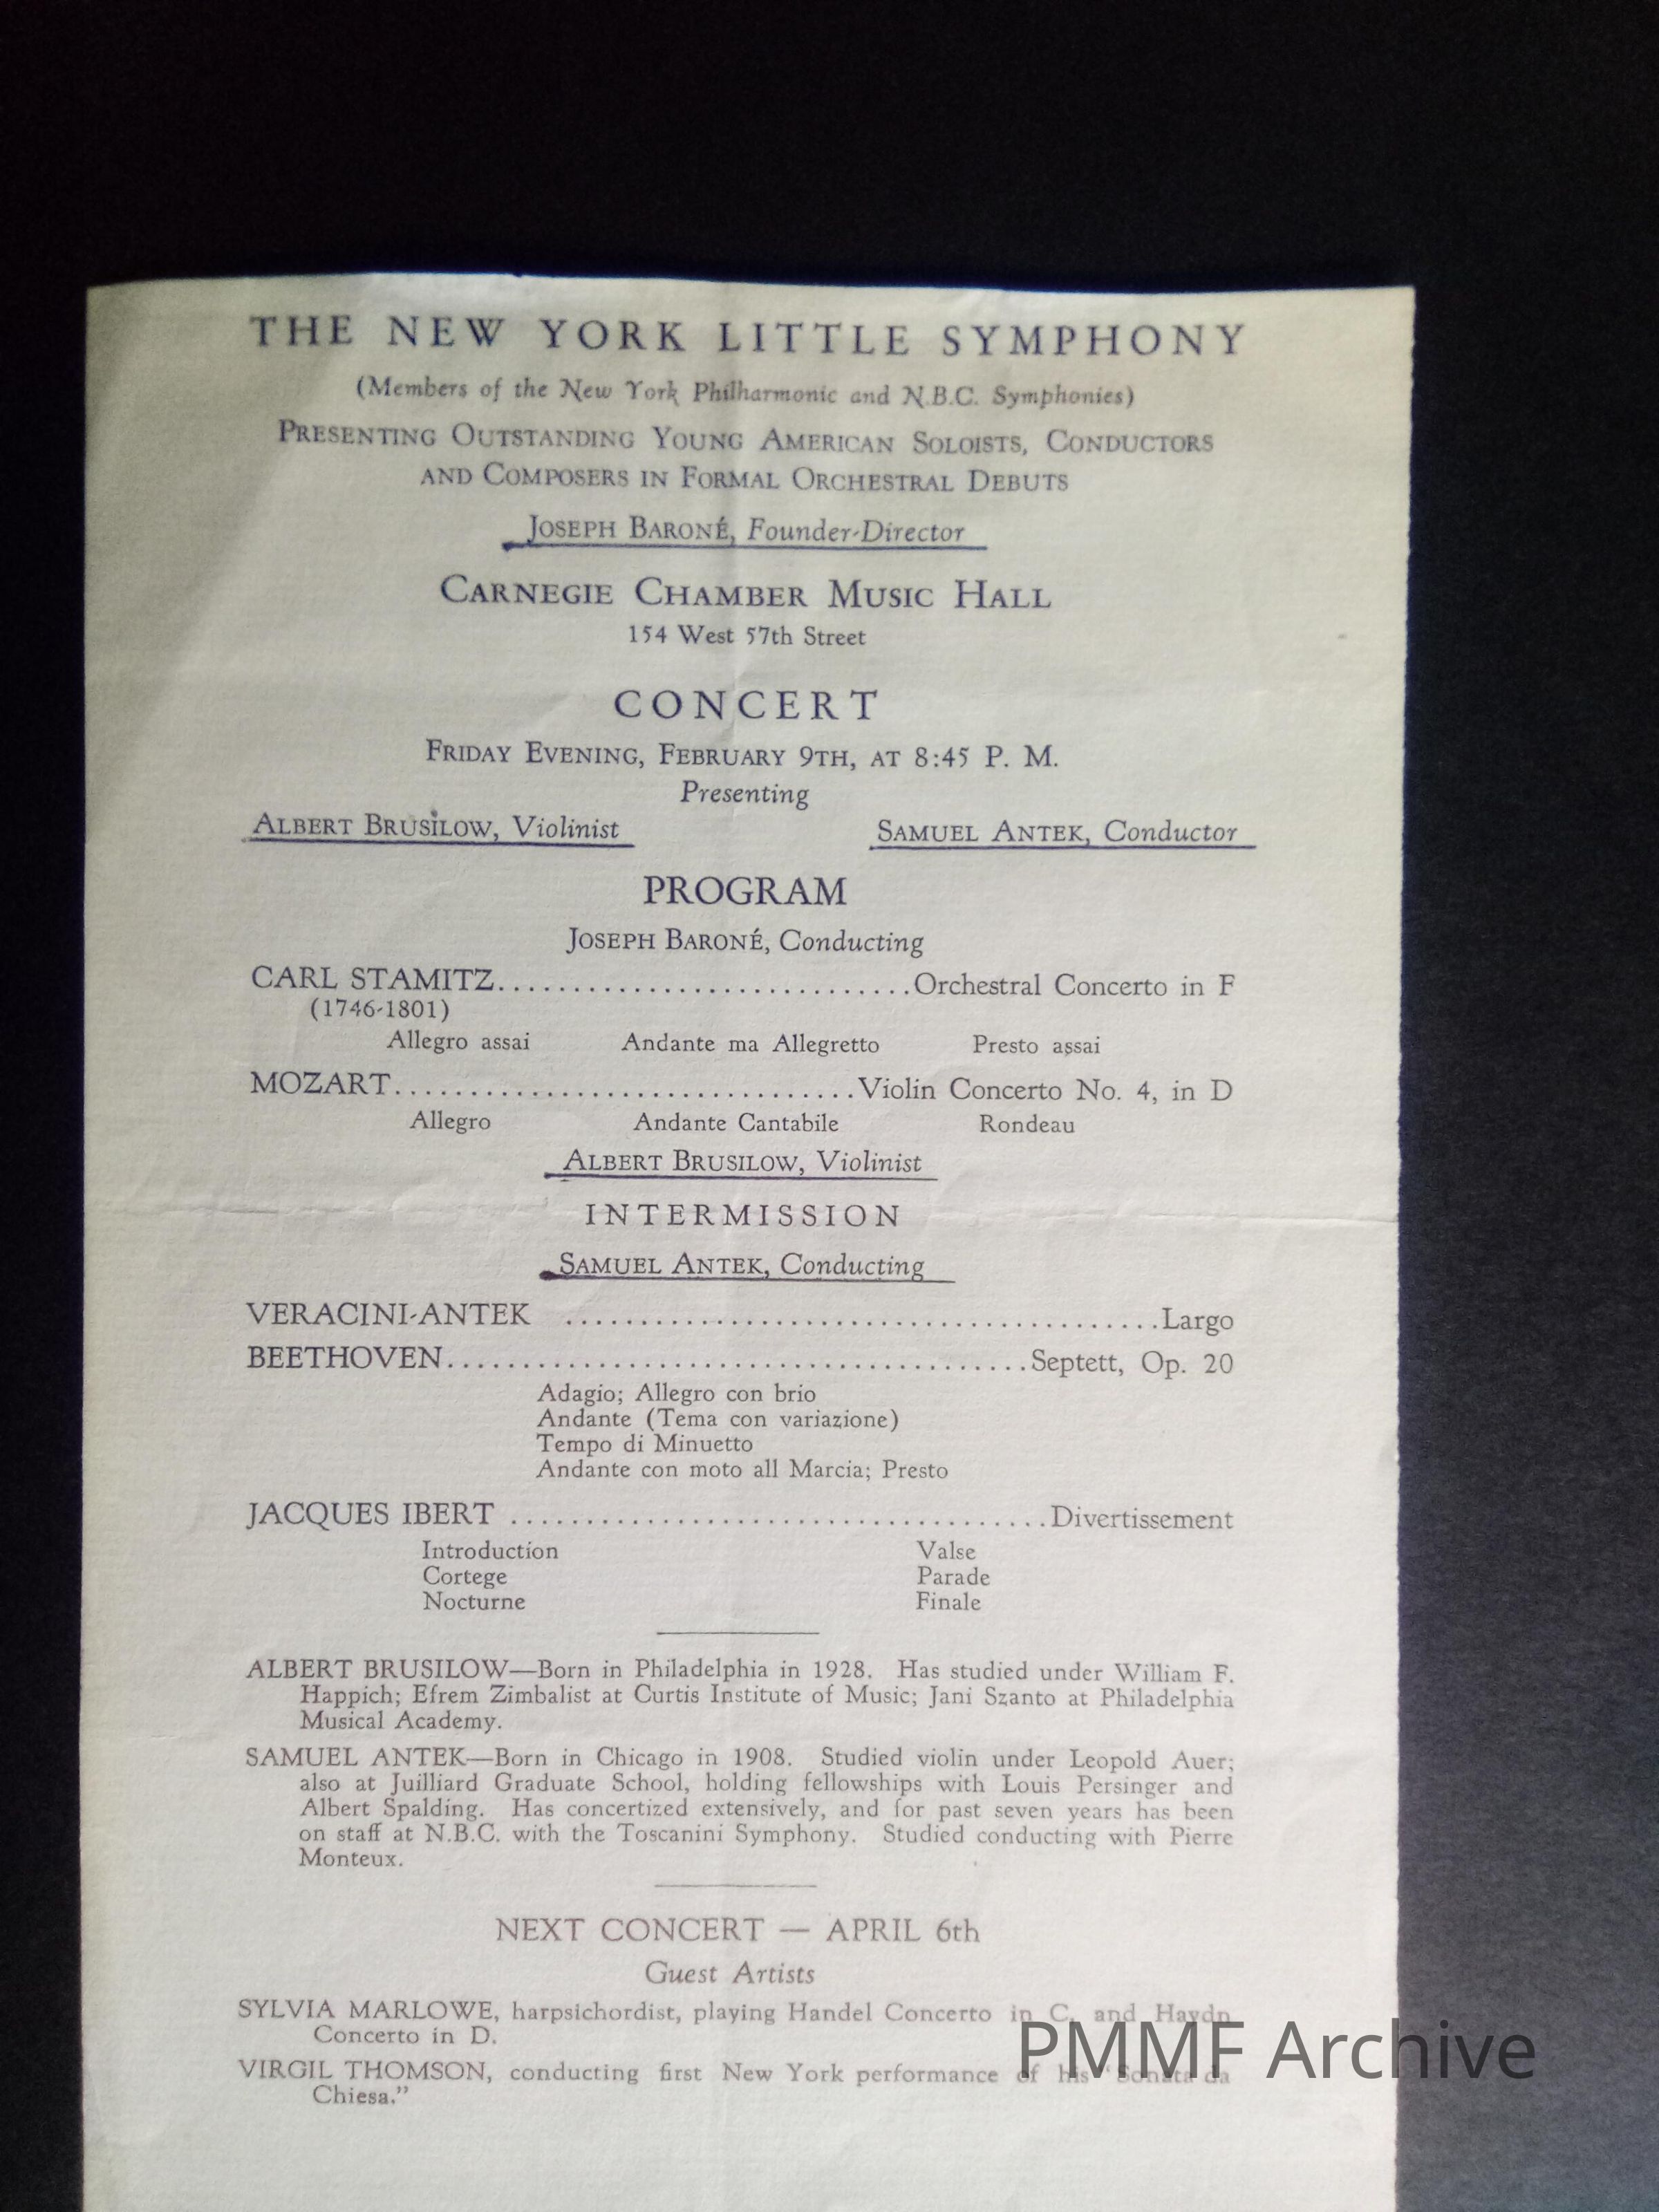 THE NEW YORK LITTLE SYMPHONY
(Members of the New York Philharmonic and N.B.C. Symphonies)
PRESENTING OUTSTANDING YOUNG AMERICAN SOLOISTS, CONDUCTORS
AND COMPOSERS IN FORMAL ORCHESTRAL DEBUTS
JOSEPH BARONÉ, Founder-Director
CARNEGIE CHAMBER MUSIC HALL
154 West 57th Street
CONCERT
FRIDAY EVENING, FEBRUARY 9TH, AT 8:45 P. M.
Presenting
ALBERT BRUSILOW, Violinist SAMUEL ANTEK, Conductor
PROGRAM
JOSEPH BARONÉ, Conducting
CARL STAMITZ............................Orchestral Concerto in F
(1746-1801)
Allegro assai Andante ma Allegretto Presto assai
MOZART...............................Violin Concerto No. 4, in D
Allegro Andante Cantabile Rondeau
ALBERT BRUSILOW, Violinist
INTERMISSION
SAMUEL ANTEK, Conducting
VERACINI-ANTEK ........................................Largo
BEETHOVEN.......................................Septett, Op. 20
Adagio; Allegro con brio
Andante (Tema con variazione)
Tempo di Minuetto
Andante con moto all Marcia; Presto
JACQUES IBERT ....................................Divertissement
Introduction Valse
Cortege Parade
Nocturne Finale
ALBERT BRUSILOW—Born in Philadelphia in 1928. Has studied under William F.
Happich; Efrem Zimbalist at Curtis Institute of Music; Jani Szanto at Philadelphia
Musical Academy.
SAMUEL ANTEK—Born in Chicago in 1908. Studied violin under Leopold Auer;
also at Juilliard Graduate School, holding fellowships with Louis Persinger and
Albert Spalding. Has concertized extensively, and for past seven years has been
on staff at N.B.C. with the Toscanini Symphony. Studied conducting with Pierre
Monteux.
NEXT CONCERT — APRIL 6th
Guest Artists
SYLVIA MARLOWE, harpsichordist, playing Handel Concerto in C, and Haydn
Concerto in D.
VIRGIL THOMSON, conducting first New York performance of his "Sonata da
Chiesa."
PMMF Archive